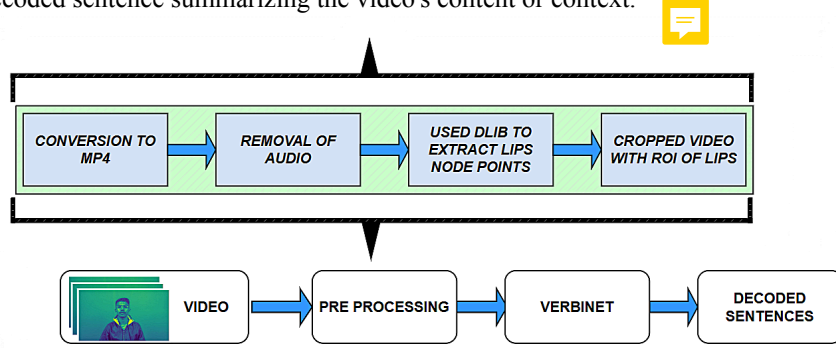 decoded sentence summarizing the video's content or context.
CONVERSION TO
MP4
REMOVAL OF
AUDIO
USED DLIB TO
EXTRACT LIPS
NODE POINTS
CROPPED VIDEO
WITH ROI OF LIPS
VIDEO
PRE PROCESSING
VERBINET
DECODED
SENTENCES